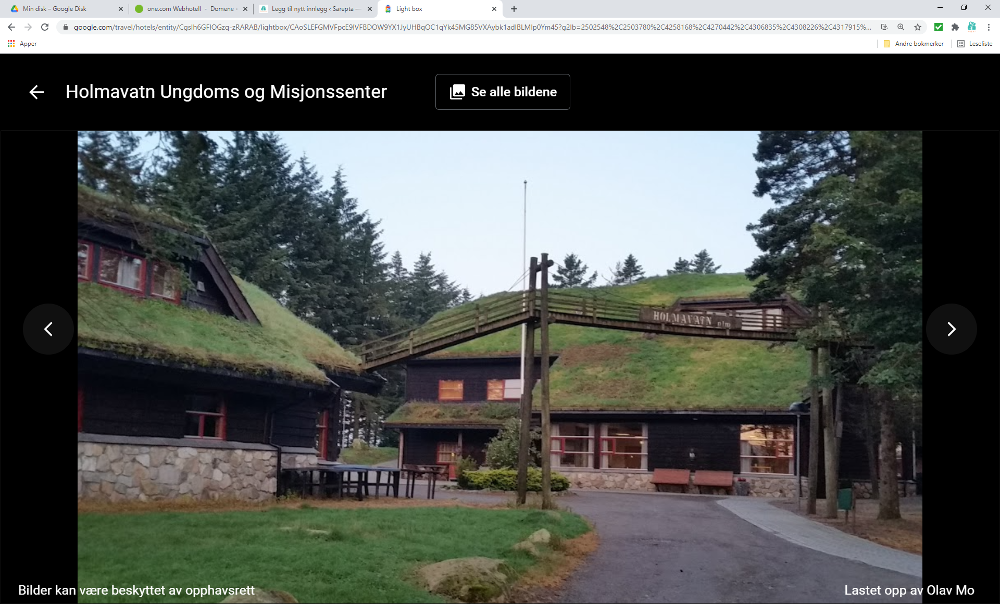 Min disk – Google Disk
one.com Webhotell - Domene
Legg til nytt innlegg ‹ Sarepta —
Light box
google.com/travel/hotels/entity/CgsIh6GFlOGzq-zRARAB/lightbox/CAoSLEFGMVFpcE9IVFBDOW9YX1JyUHBqOC1qYk45MG85VXAybk1adlBLMlp0Ym45?g2lb=2502548%2C2503780%2C4258168%2C4270442%2C4306835%2C4308226%2C4317915%...
Apper
Andre bokmerker
Leseliste
Holmavatn Ungdoms og Misjonssenter
Se alle bildene
HOLMAVATN nlm
Bilder kan være beskyttet av opphavsrett
Lastet opp av Olav Mo